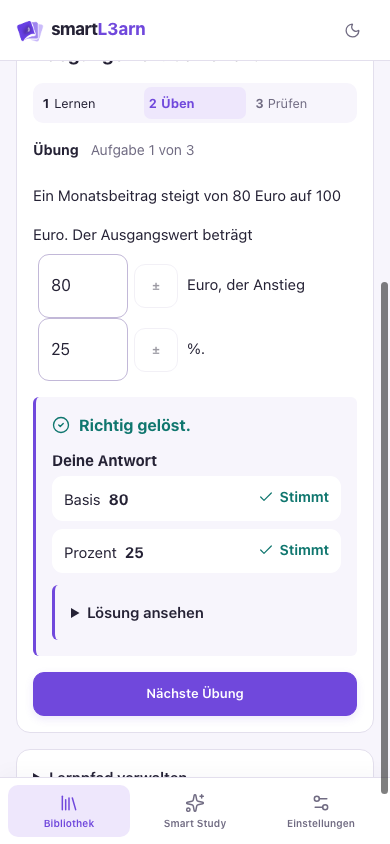 smartL3arn
1 Lernen 2 Üben 3 Prüfen
Übung Aufgabe 1 von 3
Ein Monatsbeitrag steigt von 80 Euro auf 100
Euro. Der Ausgangswert beträgt
80 ± Euro, der Anstieg
25 ± %.
Richtig gelöst.
Deine Antwort
Basis 80 Stimmt
Prozent 25 Stimmt
Lösung ansehen
Nächste Übung
Lernpfad verwalten
Bibliothek Smart Study Einstellungen